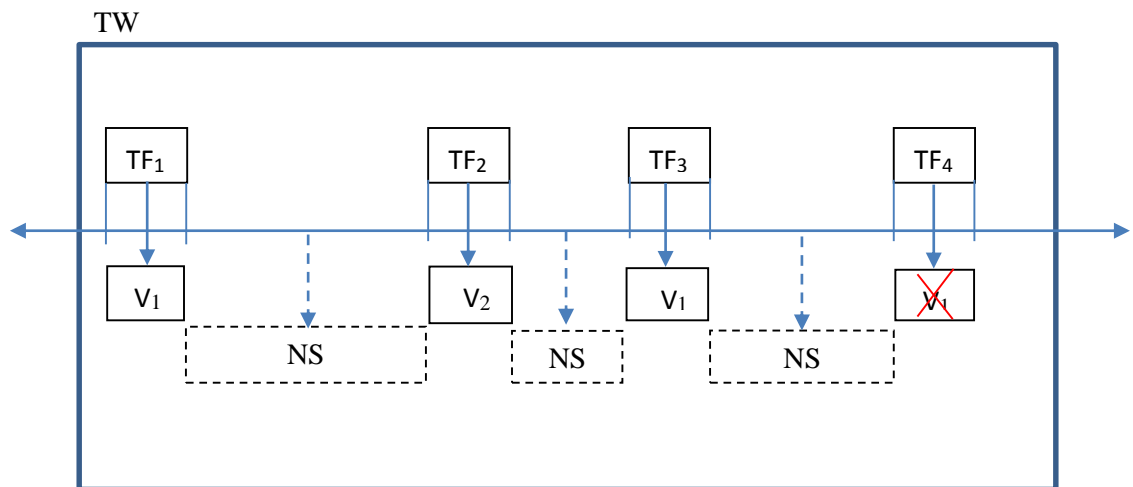 TW
TF₁ TF₂ TF₃ TF₄
V₁ V₂ V₁ V₁
NS NS NS